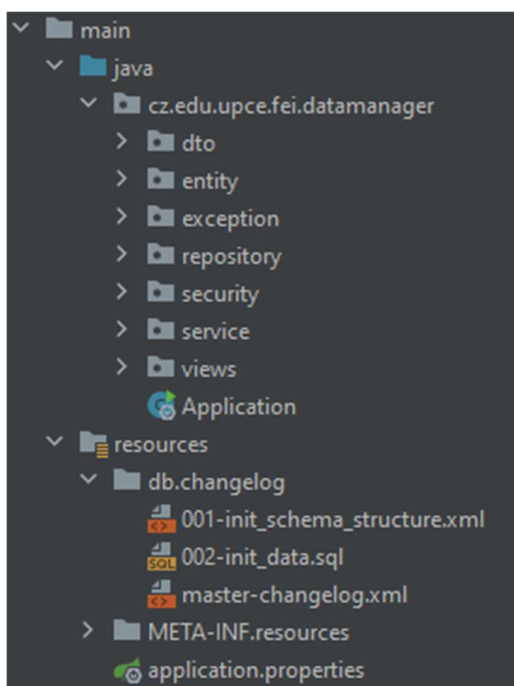 main
java
cz.edu.upce.fei.datamanager
dto
entity
exception
repository
security
service
views
Application
resources
db.changelog
001-init_schema_structure.xml
SQL 002-init_data.sql
master-changelog.xml
META-INF.resources
application.properties